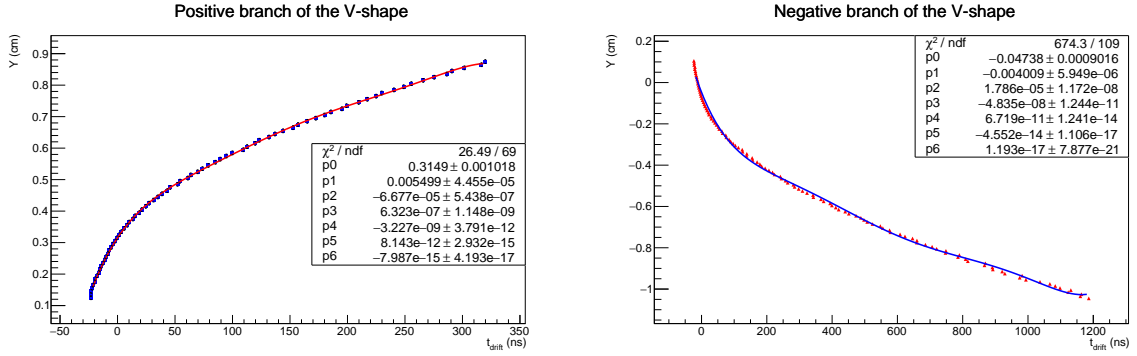 Positive branch of the V-shape
Y (cm)
0.9
0.8
0.7
0.6
0.5
0.4
0.3
0.2
0.1
χ² / ndf 26.49 / 69
p0 0.3149 ± 0.001018
p1 0.005499 ± 4.455e−05
p2 −6.677e−05 ± 5.438e−07
p3 6.323e−07 ± 1.148e−09
p4 −3.227e−09 ± 3.791e−12
p5 8.143e−12 ± 2.932e−15
p6 −7.987e−15 ± 4.193e−17
−50 0 50 100 150 200 250 300 350
t_drift (ns)
Negative branch of the V-shape
Y (cm)
0.2
0
−0.2
−0.4
−0.6
−0.8
−1
χ² / ndf 674.3 / 109
p0 −0.04738 ± 0.0009016
p1 −0.004009 ± 5.949e−06
p2 1.786e−05 ± 1.172e−08
p3 −4.835e−08 ± 1.244e−11
p4 6.719e−11 ± 1.241e−14
p5 −4.552e−14 ± 1.106e−17
p6 1.193e−17 ± 7.877e−21
0 200 400 600 800 1000 1200
t_drift (ns)